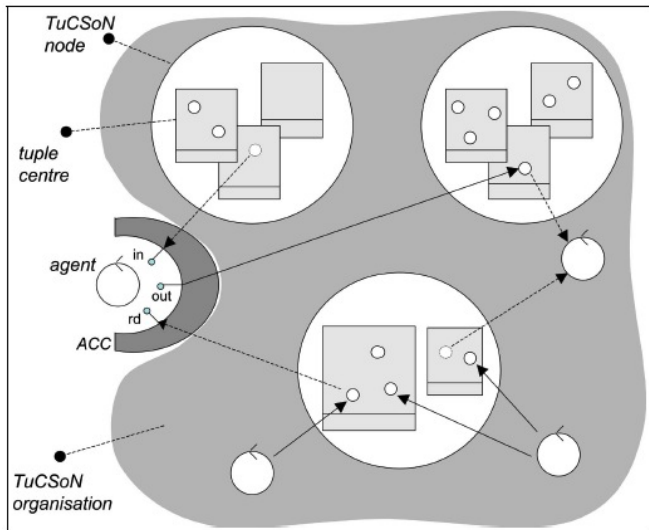 TuCSoN
node
tuple
centre
agent
in
out
rd
ACC
TuCSoN
organisation